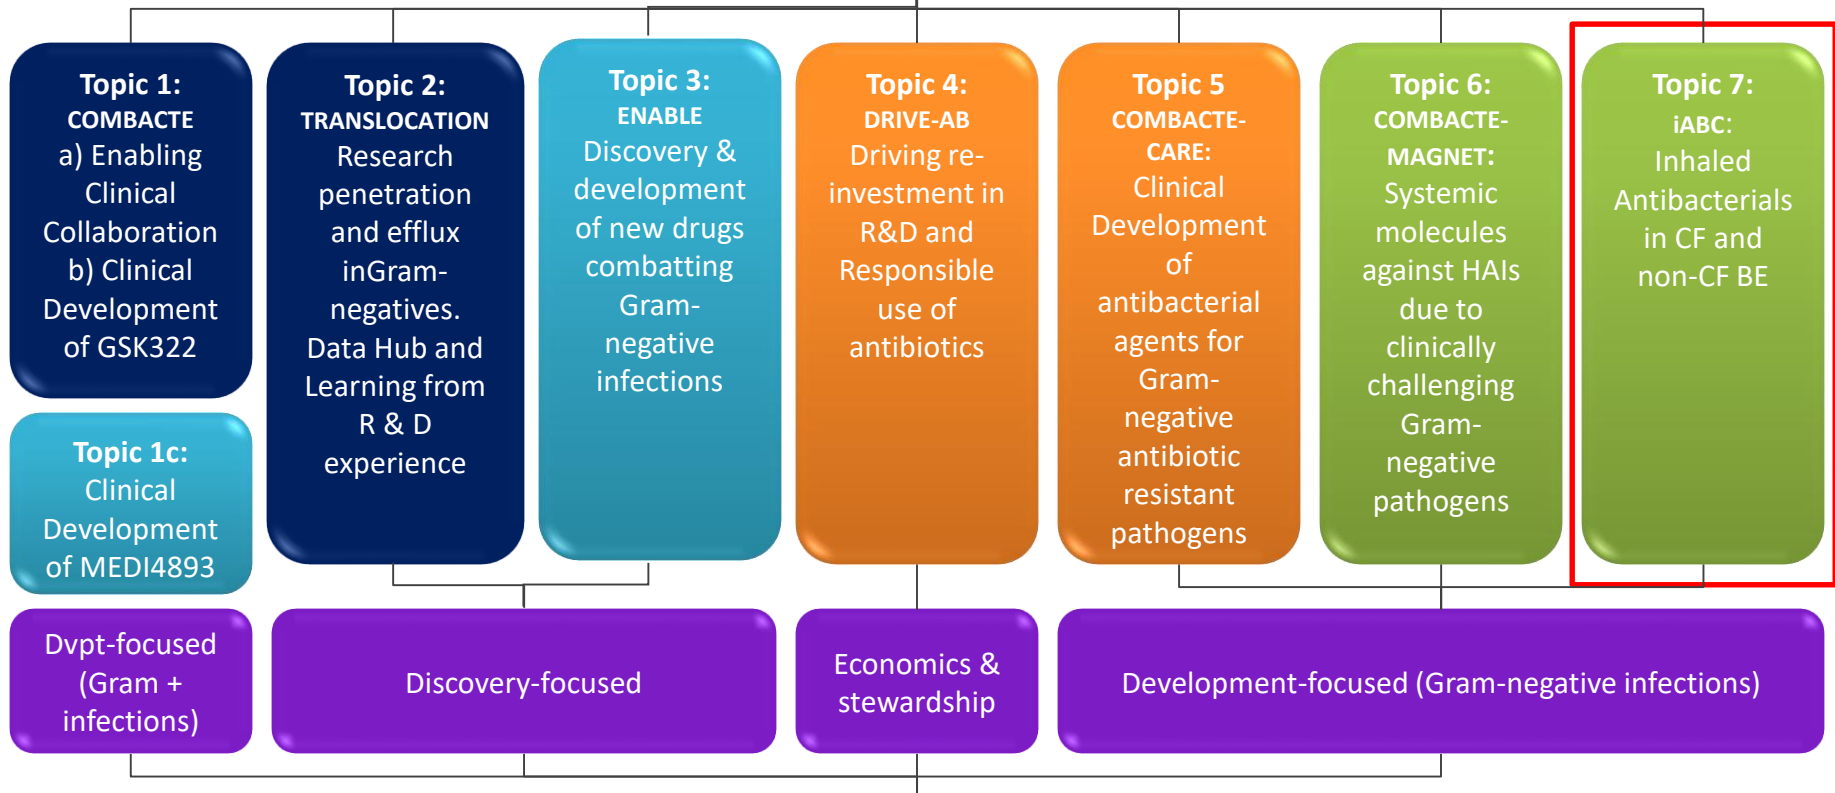 Topic 1:
COMBACTE
a) Enabling
Clinical
Collaboration
b) Clinical
Development
of GSK322
Topic 1c:
Clinical
Development
of MEDI4893
Topic 2:
TRANSLOCATION
Research
penetration
and efflux
inGram-
negatives.
Data Hub and
Learning from
R & D
experience
Topic 3:
ENABLE
Discovery &
development
of new drugs
combatting
Gram-
negative
infections
Topic 4:
DRIVE-AB
Driving re-
investment in
R&D and
Responsible
use of
antibiotics
Topic 5
COMBACTE-
CARE:
Clinical
Development
of
antibacterial
agents for
Gram-
negative
antibiotic
resistant
pathogens
Topic 6:
COMBACTE-
MAGNET:
Systemic
molecules
against HAIs
due to
clinically
challenging
Gram-
negative
pathogens
Topic 7:
iABC:
Inhaled
Antibacterials
in CF and
non-CF BE
Dvpt-focused
(Gram +
infections)
Discovery-focused
Economics &
stewardship
Development-focused (Gram-negative infections)